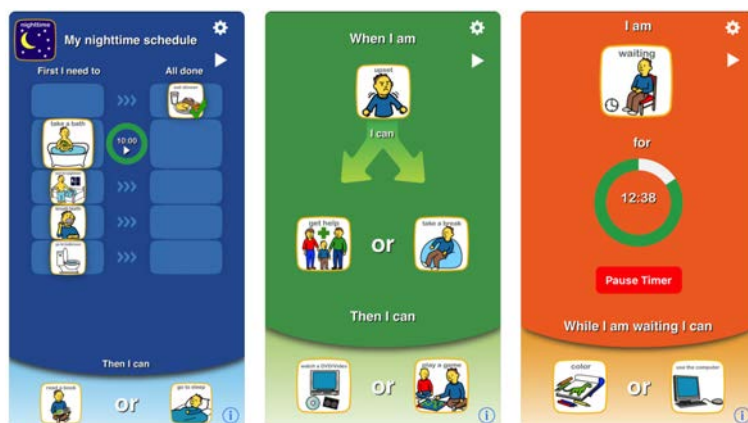 nighttime
My nighttime schedule
First I need to
All done
eat dinner
take a bath
10:00
brush teeth
go to bathroom
Then I can
read a book
or
go to sleep
When I am
upset
I can
get help
or
take a break
Then I can
watch a DVD/Video
or
play a game
I am
waiting
for
12:38
Pause Timer
While I am waiting I can
color
or
use the computer